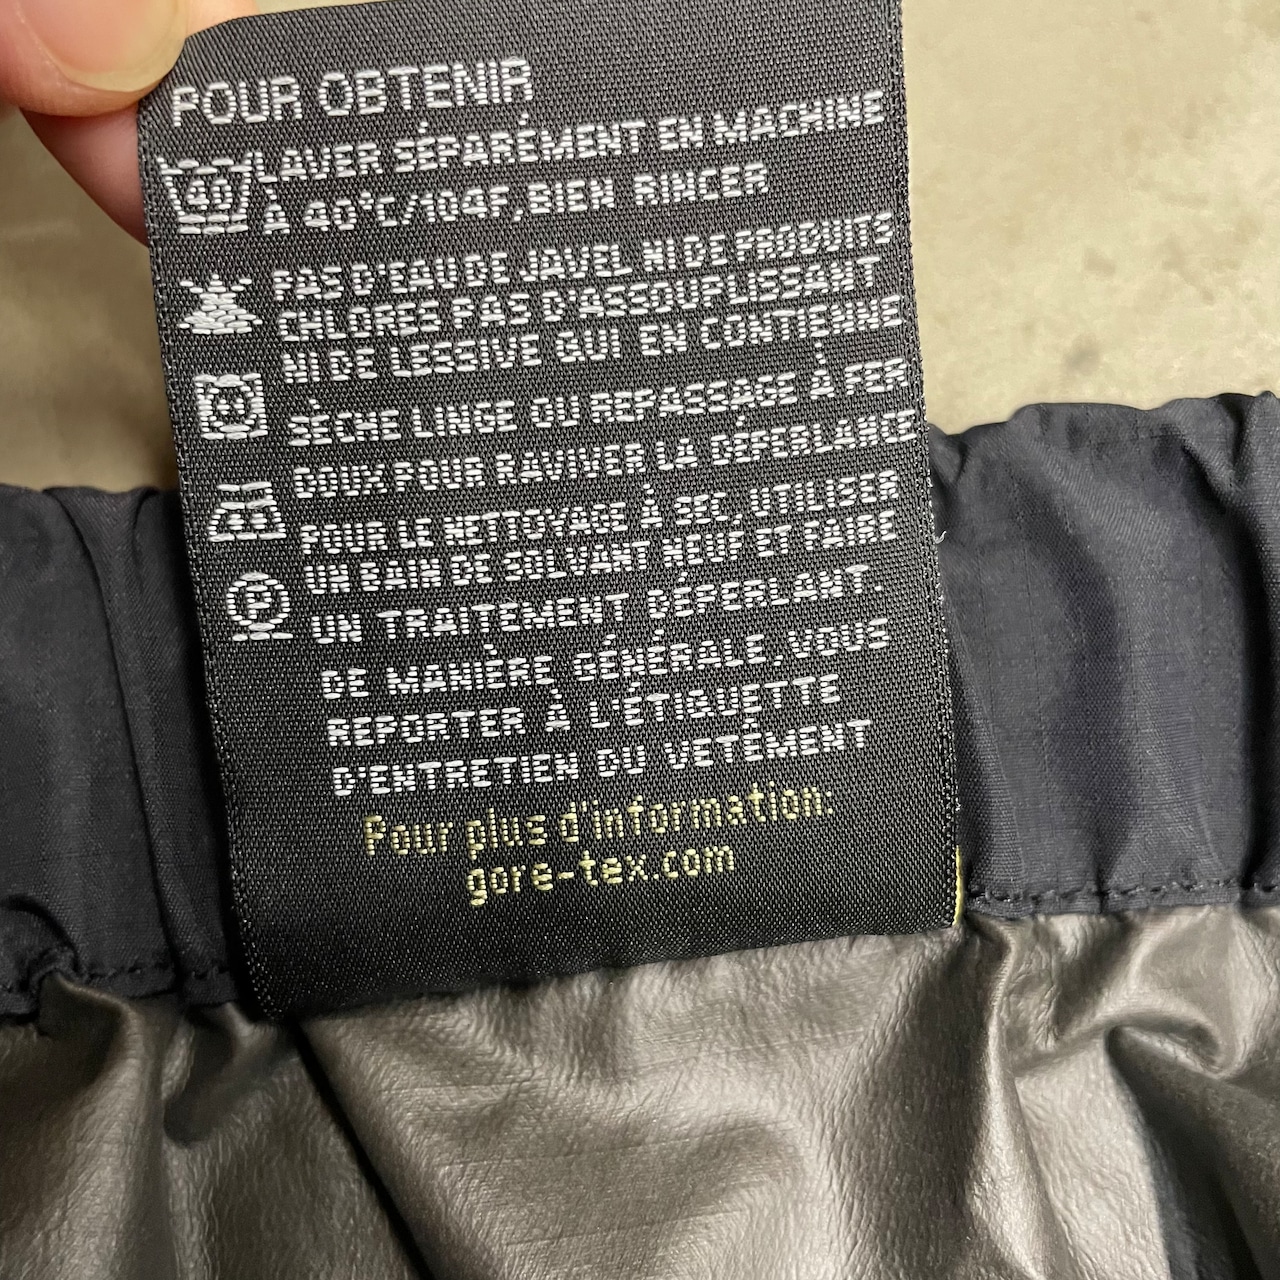 POUR OBTENIR
40
LAVER SÉPARÉMENT EN MACHINE
À 40°C/104F, BIEN RINCER
PAS D'EAU DE JAVEL NI DE PRODUITS
CHLORES PAS D'ASSOUPLISSANT
NI DE LESSIVE QUI EN CONTIENNE
SÈCHE LINGE OU REPASSAGE À FER
DOUX POUR RAVIVER LA DÉPERLANCE
POUR LE NETTOYAGE À SEC, UTILISER
UN BAIN DE SOLVANT NEUF ET FAIRE
UN TRAITEMENT DÉPERLANT.
P
DE MANIÈRE GÉNÉRALE, VOUS
REPORTER À L'ÉTIQUETTE
D'ENTRETIEN DU VETÈMENT
Pour plus d'information:
gore-tex.com